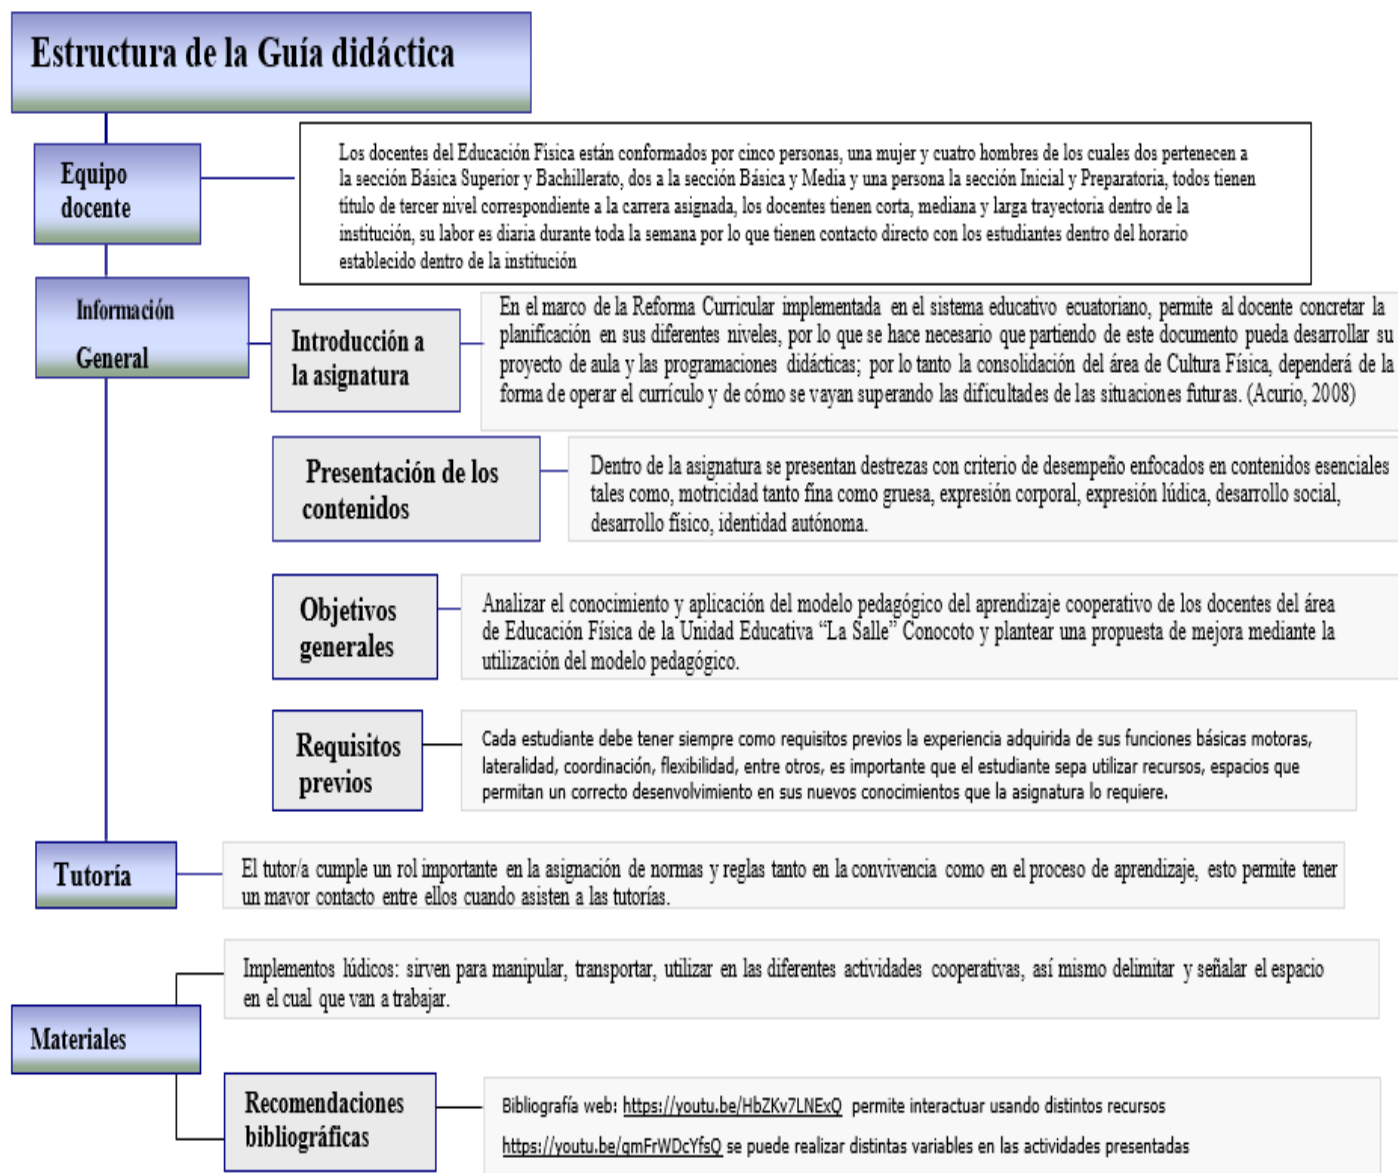 Estructura de la Guía didáctica
Equipo
docente
Los docentes del Educación Física están conformados por cinco personas, una mujer y cuatro hombres de los cuales dos pertenecen a
la sección Básica Superior y Bachillerato, dos a la sección Básica y Media y una persona la sección Inicial y Preparatoria, todos tienen
título de tercer nivel correspondiente a la carrera asignada, los docentes tienen corta, mediana y larga trayectoria dentro de la
institución, su labor es diaria durante toda la semana por lo que tienen contacto directo con los estudiantes dentro del horario
establecido dentro de la institución
Información
General
Introducción a
la asignatura
En el marco de la Reforma Curricular implementada en el sistema educativo ecuatoriano, permite al docente concretar la
planificación en sus diferentes niveles, por lo que se hace necesario que partiendo de este documento pueda desarrollar su
proyecto de aula y las programaciones didácticas; por lo tanto la consolidación del área de Cultura Física, dependerá de la
forma de operar el currículo y de cómo se vayan superando las dificultades de las situaciones futuras. (Acurio, 2008)
Presentación de los
contenidos
Dentro de la asignatura se presentan destrezas con criterio de desempeño enfocados en contenidos esenciales
tales como, motricidad tanto fina como gruesa, expresión corporal, expresión lúdica, desarrollo social,
desarrollo físico, identidad autónoma.
Objetivos
generales
Analizar el conocimiento y aplicación del modelo pedagógico del aprendizaje cooperativo de los docentes del área
de Educación Física de la Unidad Educativa “La Salle” Conocoto y plantear una propuesta de mejora mediante la
utilización del modelo pedagógico.
Requisitos
previos
Cada estudiante debe tener siempre como requisitos previos la experiencia adquirida de sus funciones básicas motoras,
lateralidad, coordinación, flexibilidad, entre otros, es importante que el estudiante sepa utilizar recursos, espacios que
permitan un correcto desenvolvimiento en sus nuevos conocimientos que la asignatura lo requiere.
Tutoría
El tutor/a cumple un rol importante en la asignación de normas y reglas tanto en la convivencia como en el proceso de aprendizaje, esto permite tener
un mayor contacto entre ellos cuando asisten a las tutorías.
Materiales
Implementos lúdicos: sirven para manipular, transportar, utilizar en las diferentes actividades cooperativas, así mismo delimitar y señalar el espacio
en el cual que van a trabajar.
Recomendaciones
bibliográficas
Bibliografía web: https://youtu.be/HbZKv7LNExQ permite interactuar usando distintos recursos
https://youtu.be/qmFrWDcYfsQ se puede realizar distintas variables en las actividades presentadas